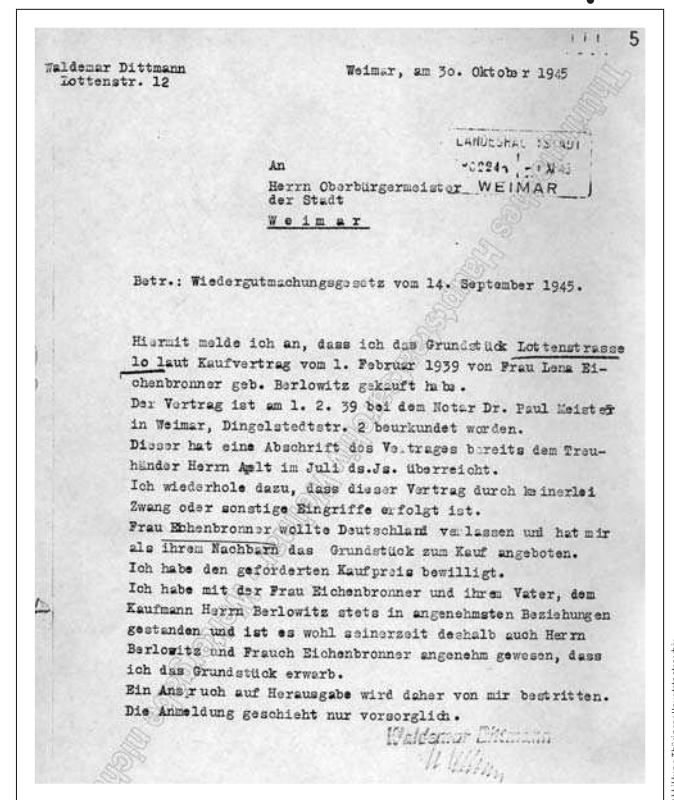 5
Waldemar Dittmann
Lottenstr. 12
Weimar, am 30. Oktober 1945
LANDESHAUPTSTADT
WEIMAR
An
Herrn Oberbürgermeister
der Stadt
Weimar
Betr.: Wiedergutmachungsgesetz vom 14. September 1945.
Hiermit melde ich an, dass ich das Grundstück Lottenstrasse
lo laut Kaufvertrag vom 1. Februar 1939 von Frau Lena Ei-
chenbronner geb. Berlowitz gekauft habe.
Der Vertrag ist am 1. 2. 39 bei dem Notar Dr. Paul Meister
in Weimar, Dingelstedtstr. 2 beurkundet worden.
Dieser hat eine Abschrift des Vertrages bereits dem Treu-
händer Herrn Apelt im Juli ds.Js. überreicht.
Ich wiederhole dazu, dass dieser Vertrag durch keinerlei
Zwang oder sonstige Eingriffe erfolgt ist.
Frau Ebhenbronner wollte Deutschland verlassen und hat mir
als ihrem Nachbarn das Grundstück zum Kauf angeboten.
Ich habe den geforderten Kaufpreis bewilligt.
Ich habe mit der Frau Eichenbronner und ihrem Vater, dem
Kaufmann Herrn Berlowitz stets in angenehmsten Beziehungen
gestanden und ist es wohl seinerzeit deshalb auch Herrn
Berlowitz und Frauch Eichenbronner angenehm gewesen, dass
ich das Grundstück erwarb.
Ein Anspruch auf Herausgabe wird daher von mir bestritten.
Die Anmeldung geschieht nur vorsorglich.
Waldemar Dittmann